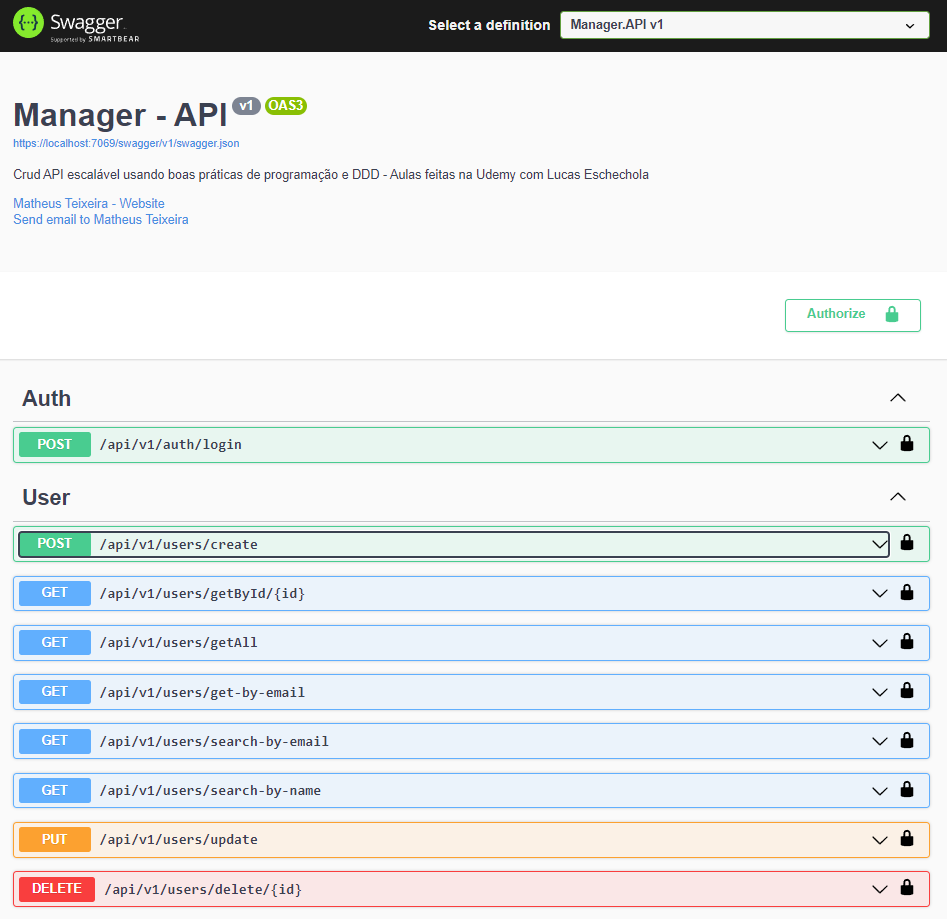 Swagger
Supported by SMARTBEAR
Select a definition
Manager.API v1
Manager - API v1 OAS3
https://localhost:7069/swagger/v1/swagger.json
Crud API escalável usando boas práticas de programação e DDD - Aulas feitas na Udemy com Lucas Eschechola
Matheus Teixeira - Website
Send email to Matheus Teixeira
Authorize
Auth
POST /api/v1/auth/login
User
POST /api/v1/users/create
GET /api/v1/users/getById/{id}
GET /api/v1/users/getAll
GET /api/v1/users/get-by-email
GET /api/v1/users/search-by-email
GET /api/v1/users/search-by-name
PUT /api/v1/users/update
DELETE /api/v1/users/delete/{id}